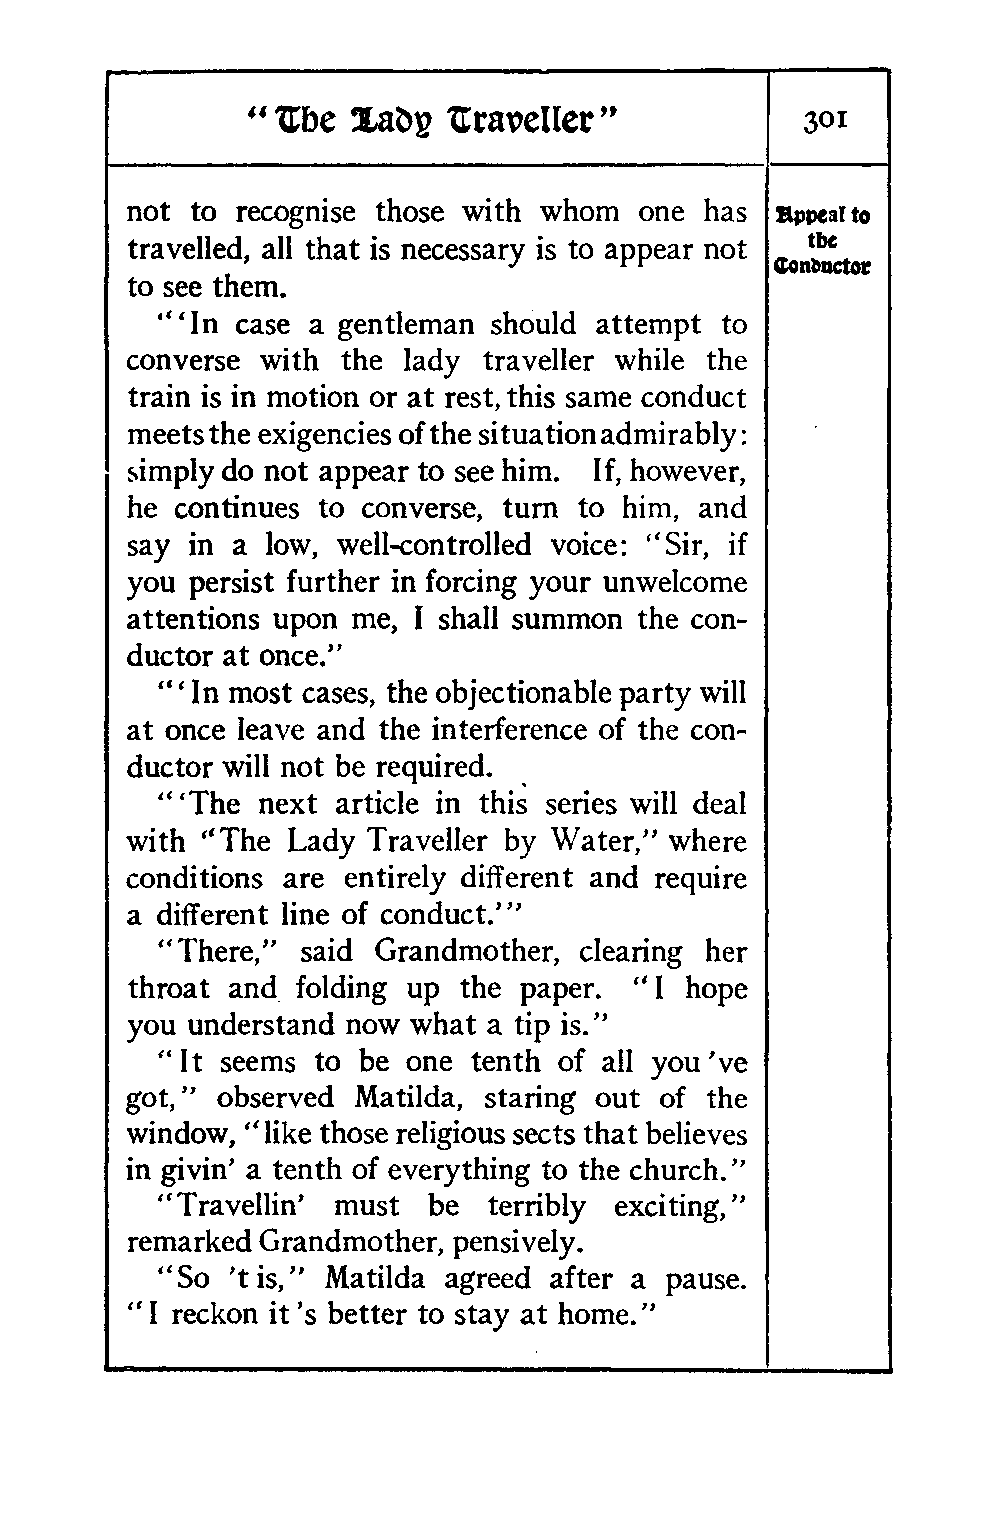 "The Lady Traveller"
301
Appeal to
the
Conductor
not to recognise those with whom one has
travelled, all that is necessary is to appear not
to see them.
"'In case a gentleman should attempt to
converse with the lady traveller while the
train is in motion or at rest, this same conduct
meets the exigencies of the situation admirably:
simply do not appear to see him. If, however,
he continues to converse, turn to him, and
say in a low, well-controlled voice: "Sir, if
you persist further in forcing your unwelcome
attentions upon me, I shall summon the con-
ductor at once."
"'In most cases, the objectionable party will
at once leave and the interference of the con-
ductor will not be required.
"'The next article in this series will deal
with "The Lady Traveller by Water," where
conditions are entirely different and require
a different line of conduct.'"
"There," said Grandmother, clearing her
throat and folding up the paper. "I hope
you understand now what a tip is."
"It seems to be one tenth of all you 've
got," observed Matilda, staring out of the
window, "like those religious sects that believes
in givin' a tenth of everything to the church."
"Travellin' must be terribly exciting,"
remarked Grandmother, pensively.
"So 't is," Matilda agreed after a pause.
"I reckon it 's better to stay at home."